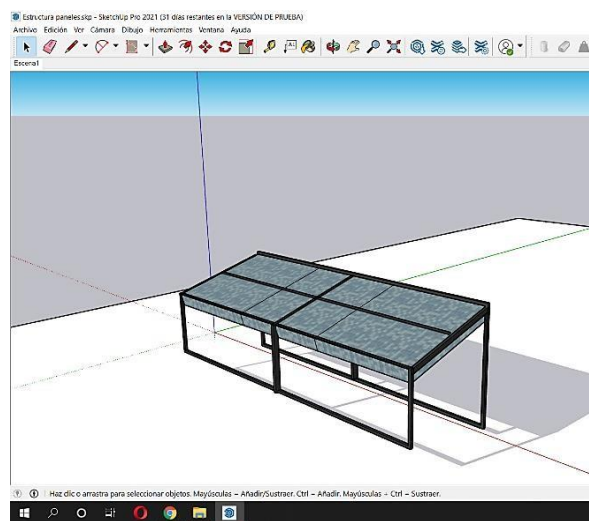 Estructura paneles.skp - SketchUp Pro 2021 (31 días restantes en la VERSIÓN DE PRUEBA)
Archivo Edición Ver Cámara Dibujo Herramientas Ventana Ayuda
Escena1
Haz clic o arrastra para seleccionar objetos. Mayúsculas - Añadir/Sustraer. Ctrl - Añadir. Mayúsculas + Ctrl - Sustraer.